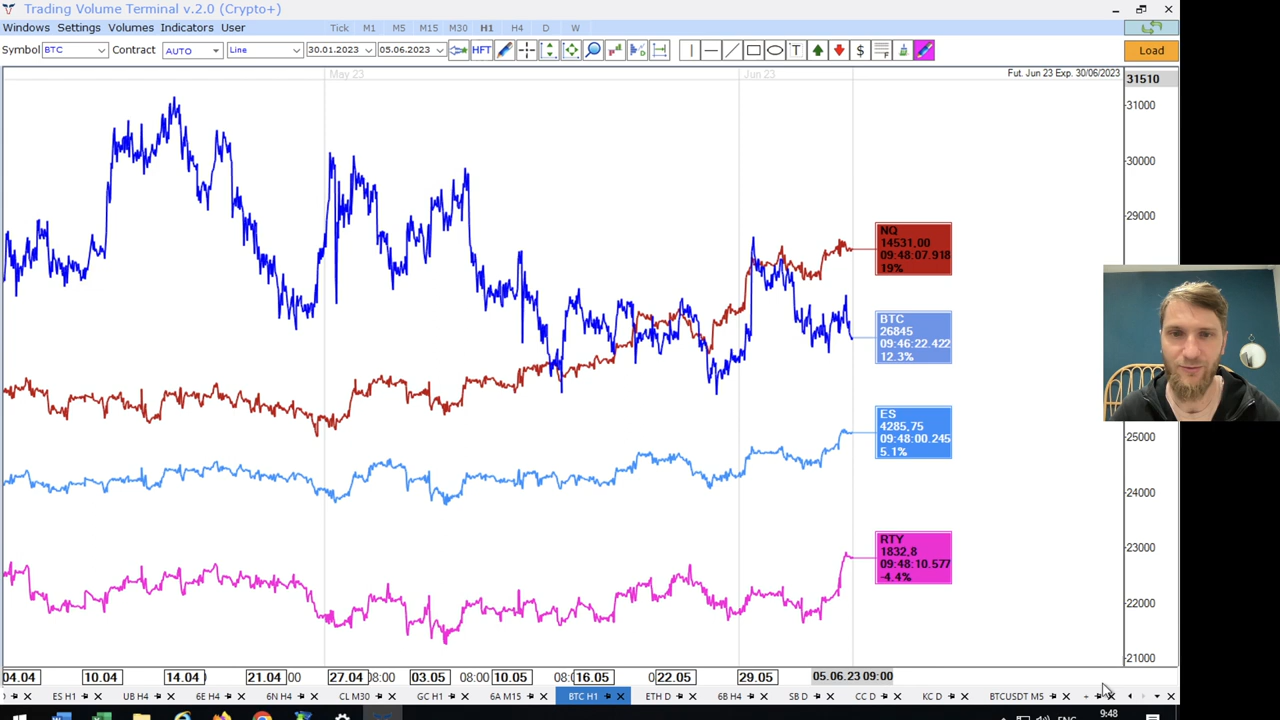 Trading Volume Terminal v.2.0 (Crypto+)
Windows Settings Volumes Indicators User
Tick M1 M5 M15 M30 H1 H4 D W
Symbol BTC Contract AUTO Line 30.01.2023 05.06.2023 HFT T $ Load
May 23
Jun 23
Fut. Jun 23 Exp. 30/06/2023
31510
31000
30000
29000
NQ
14531,00
09:48:07.918
19%
BTC
26845
09:46:22.422
12.3%
ES
4285,75
09:48:00.245
5.1%
25000
24000
RTY
1832,8
09:48:10.577
-4.4%
23000
22000
21000
04.04 10.04 14.04 21.04 00 27.04 08:00 03.05 08:00 10.05 08: 16.05 22.05 29.05 05.06.23 09:00
ES H1 UB H4 6E H4 6N H4 CL M30 GC H1 6A M15 BTC H1 ETH D 6B H4 SB D CC D KC D BTCUSDT M5
9:48